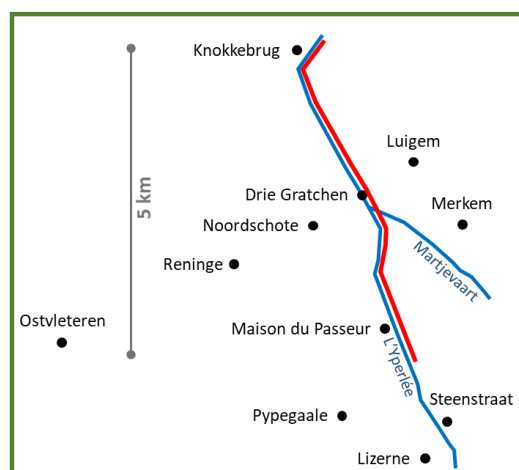 Knokkebrug
Luigem
5 km
Drie Gratchen
Merkem
Noordschote
Martjevaart
Reninge
Ostvleteren
Maison du Passeur
L'Yperlée
Steenstraat
Pypegaale
Lizerne